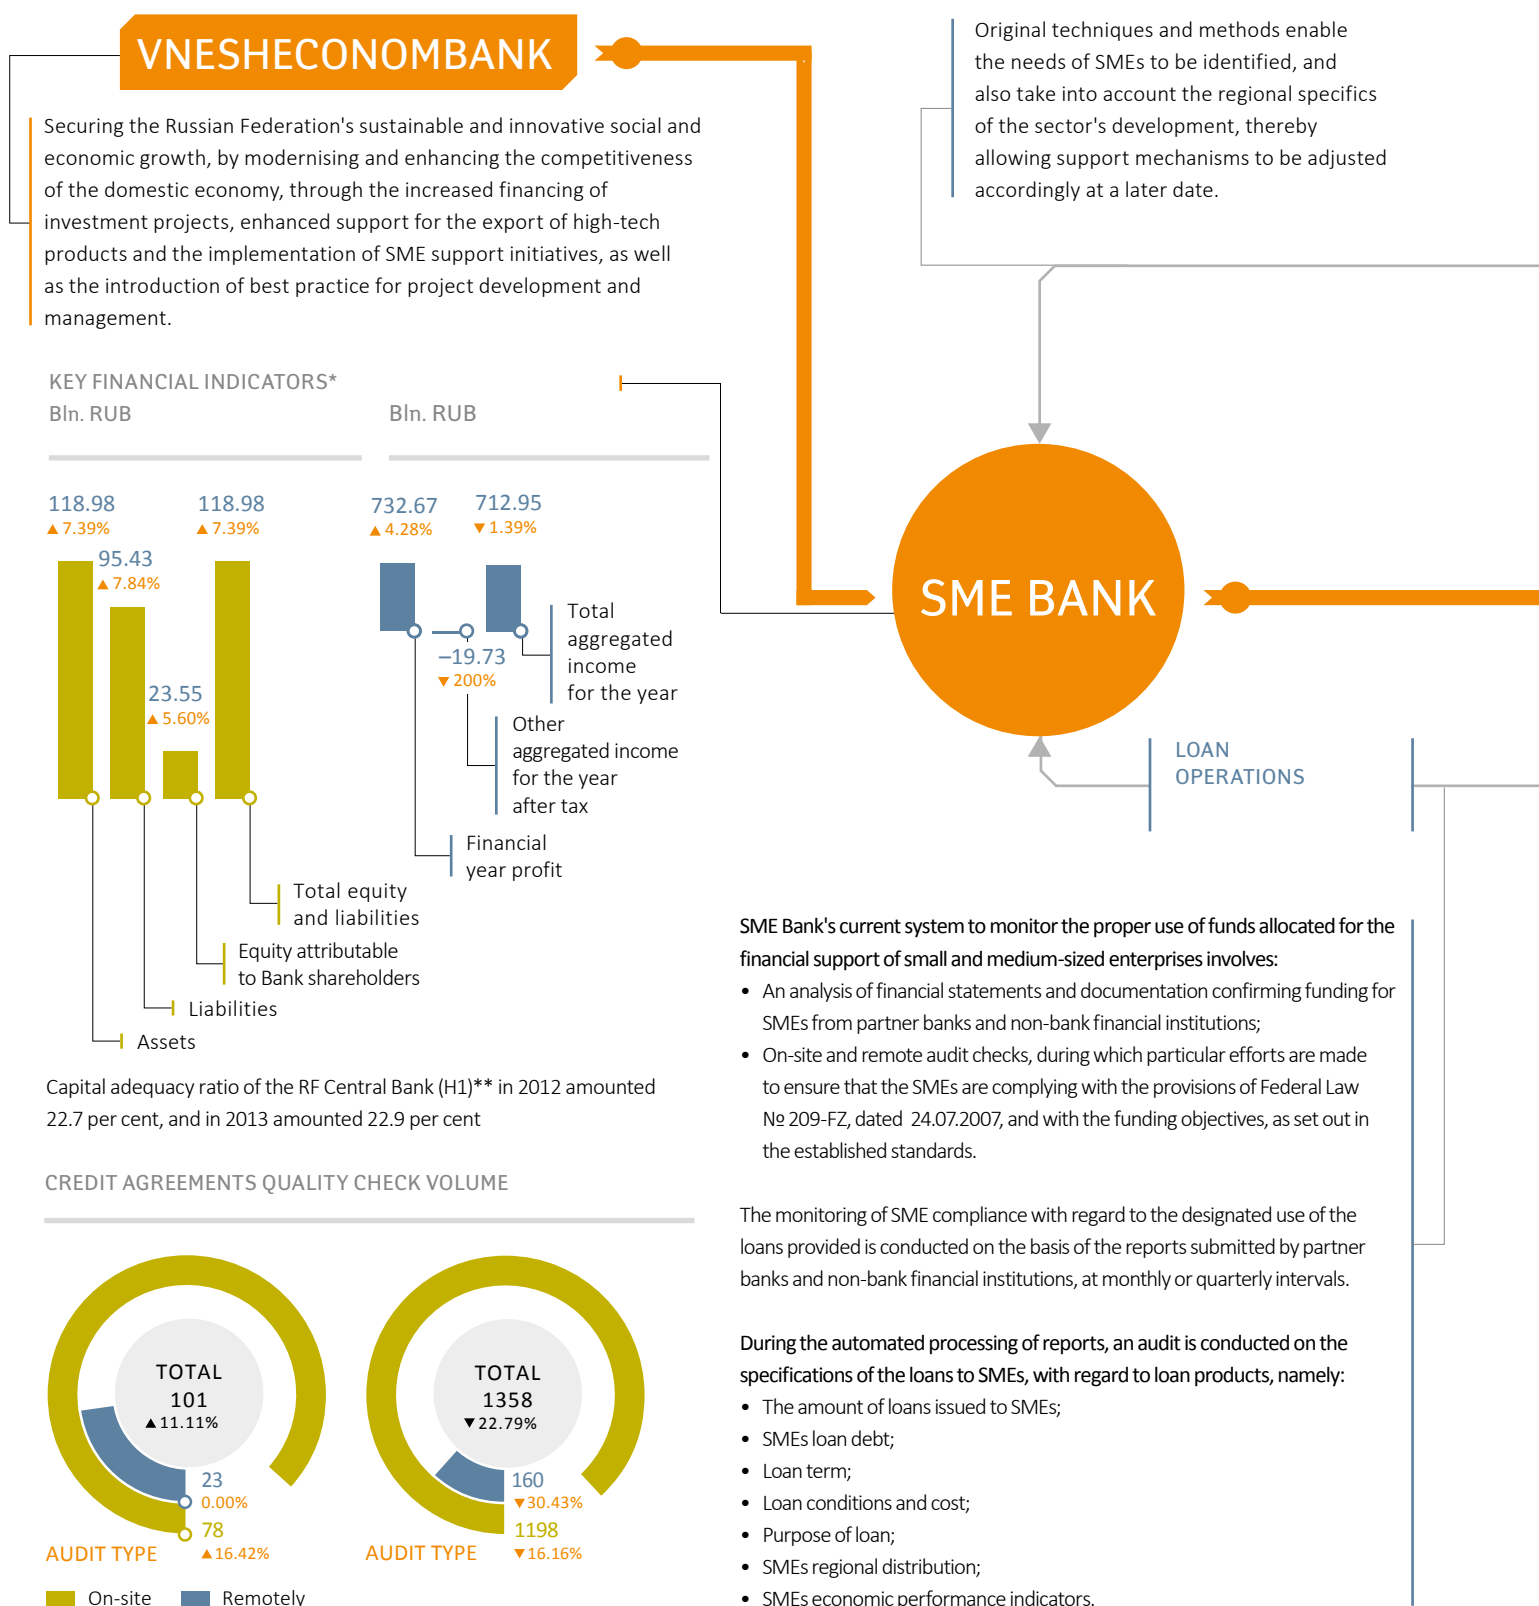 VNESHECONOMBANK
Securing the Russian Federation's sustainable and innovative social and
economic growth, by modernising and enhancing the competitiveness
of the domestic economy, through the increased financing of
investment projects, enhanced support for the export of high-tech
products and the implementation of SME support initiatives, as well
as the introduction of best practice for project development and
management.
Original techniques and methods enable
the needs of SMEs to be identified, and
also take into account the regional specifics
of the sector's development, thereby
allowing support mechanisms to be adjusted
accordingly at a later date.
KEY FINANCIAL INDICATORS*
Bln. RUB
Bln. RUB
118.98
▲ 7.39%
95.43
▲ 7.84%
23.55
▲ 5.60%
118.98
▲ 7.39%
732.67
▲ 4.28%
–19.73
▼ 200%
712.95
▼ 1.39%
Total
aggregated
income
for the year
Other
aggregated income
for the year
after tax
Financial
year profit
Total equity
and liabilities
Equity attributable
to Bank shareholders
Liabilities
Assets
Capital adequacy ratio of the RF Central Bank (H1)** in 2012 amounted
22.7 per cent, and in 2013 amounted 22.9 per cent
CREDIT AGREEMENTS QUALITY CHECK VOLUME
TOTAL
101
▲ 11.11%
23
0.00%
78
▲ 16.42%
AUDIT TYPE
TOTAL
1358
▼ 22.79%
160
▼ 30.43%
1198
▼ 16.16%
AUDIT TYPE
On-site
Remotely
SME BANK
LOAN
OPERATIONS
SME Bank's current system to monitor the proper use of funds allocated for the
financial support of small and medium-sized enterprises involves:
• An analysis of financial statements and documentation confirming funding for
SMEs from partner banks and non-bank financial institutions;
• On-site and remote audit checks, during which particular efforts are made
to ensure that the SMEs are complying with the provisions of Federal Law
№ 209-FZ, dated 24.07.2007, and with the funding objectives, as set out in
the established standards.
The monitoring of SME compliance with regard to the designated use of the
loans provided is conducted on the basis of the reports submitted by partner
banks and non-bank financial institutions, at monthly or quarterly intervals.
During the automated processing of reports, an audit is conducted on the
specifications of the loans to SMEs, with regard to loan products, namely:
• The amount of loans issued to SMEs;
• SMEs loan debt;
• Loan term;
• Loan conditions and cost;
• Purpose of loan;
• SMEs regional distribution;
• SMEs economic performance indicators.